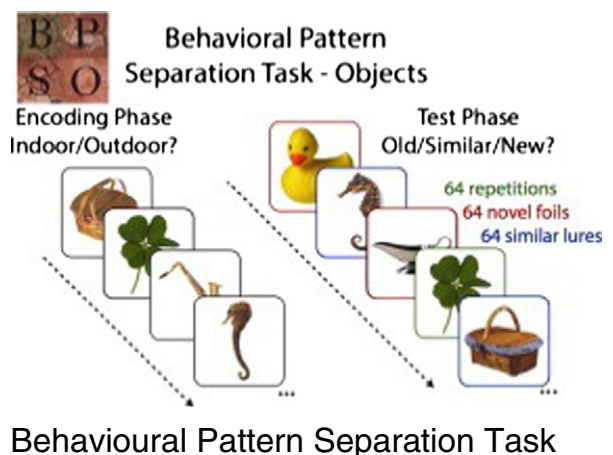 B P
S O
Behavioral Pattern
Separation Task - Objects
Encoding Phase
Indoor/Outdoor?
Test Phase
Old/Similar/New?
64 repetitions
64 novel foils
64 similar lures
...
...
Behavioural Pattern Separation Task